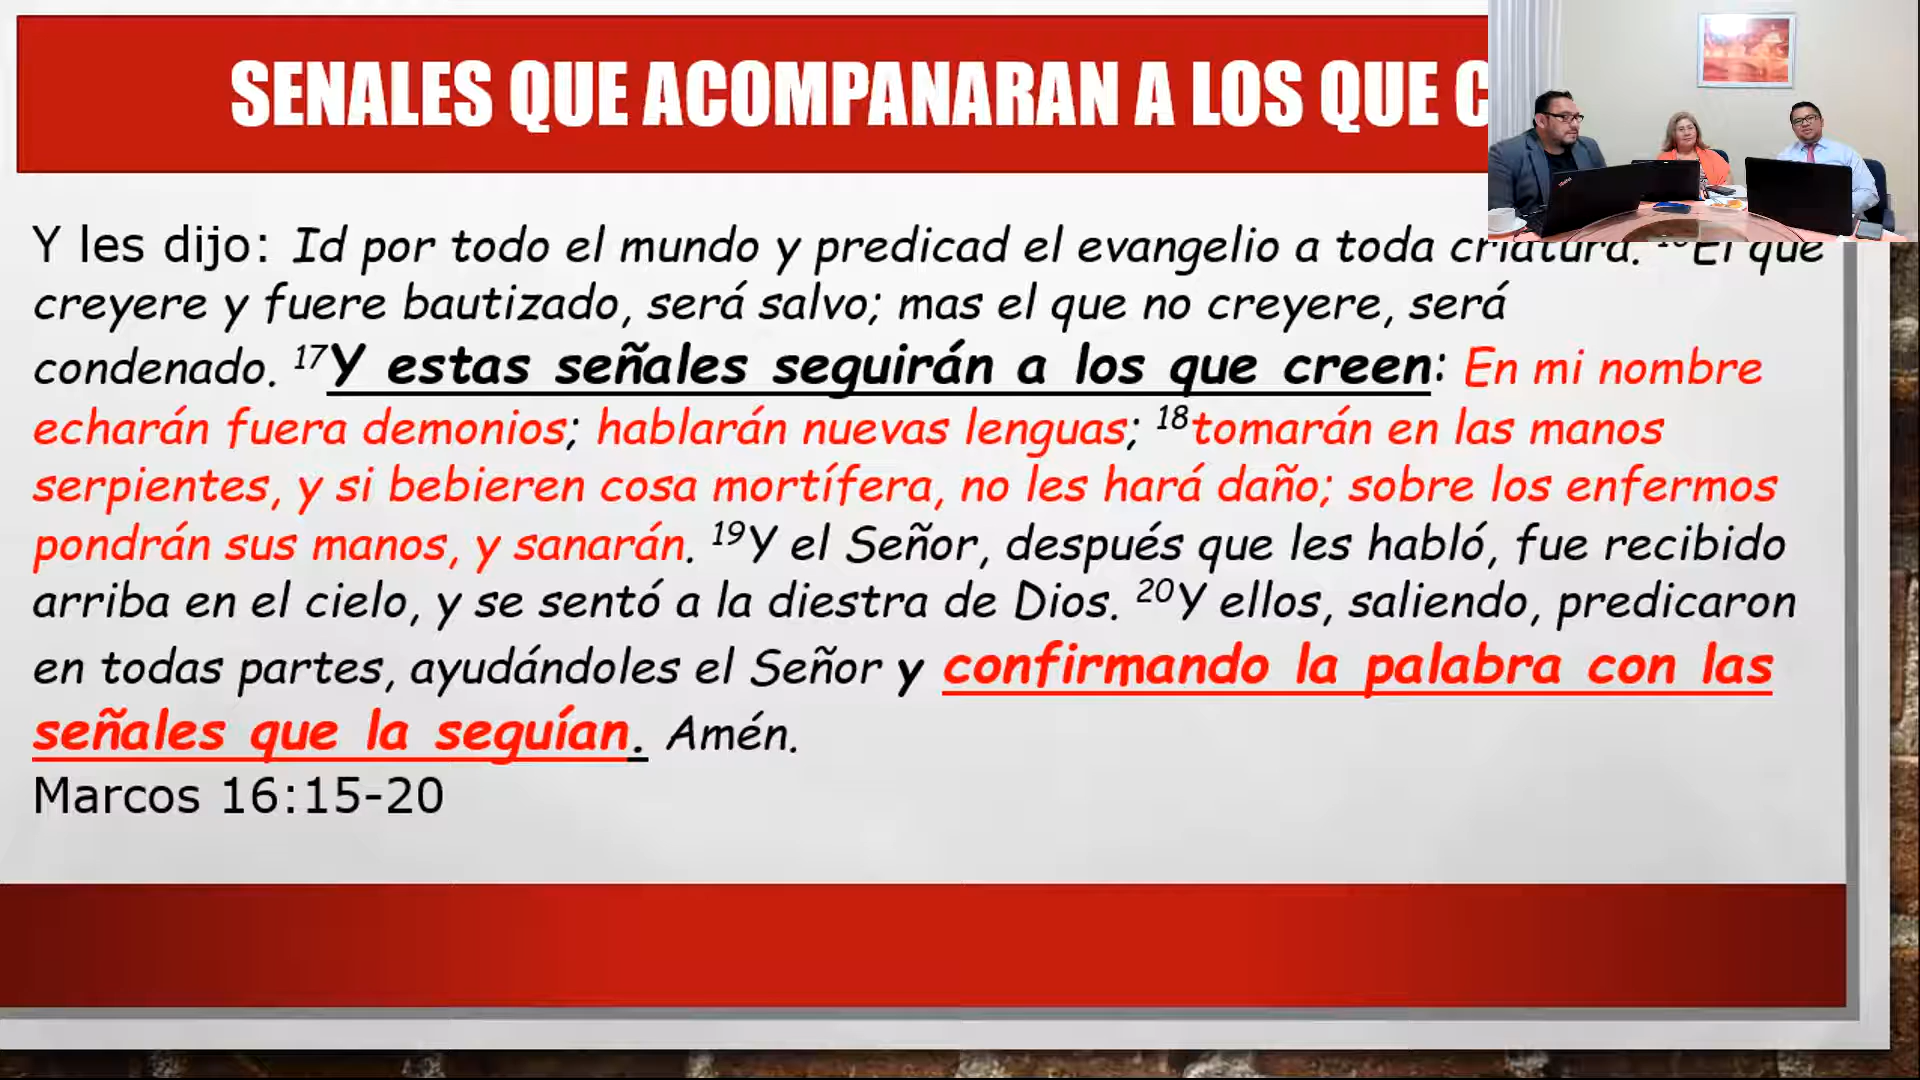 SENALES QUE ACOMPANARAN A LOS QUE
Y les dijo: Id por todo el mundo y predicad el evangelio a toda criatura. 16El que
creyere y fuere bautizado, será salvo; mas el que no creyere, será
condenado. 17Y estas señales seguirán a los que creen: En mi nombre
echarán fuera demonios; hablarán nuevas lenguas; 18tomarán en las manos
serpientes, y si bebieren cosa mortífera, no les hará daño; sobre los enfermos
pondrán sus manos, y sanarán. 19Y el Señor, después que les habló, fue recibido
arriba en el cielo, y se sentó a la diestra de Dios. 20Y ellos, saliendo, predicaron
en todas partes, ayudándoles el Señor y confirmando la palabra con las
señales que la seguían. Amén.
Marcos 16:15-20